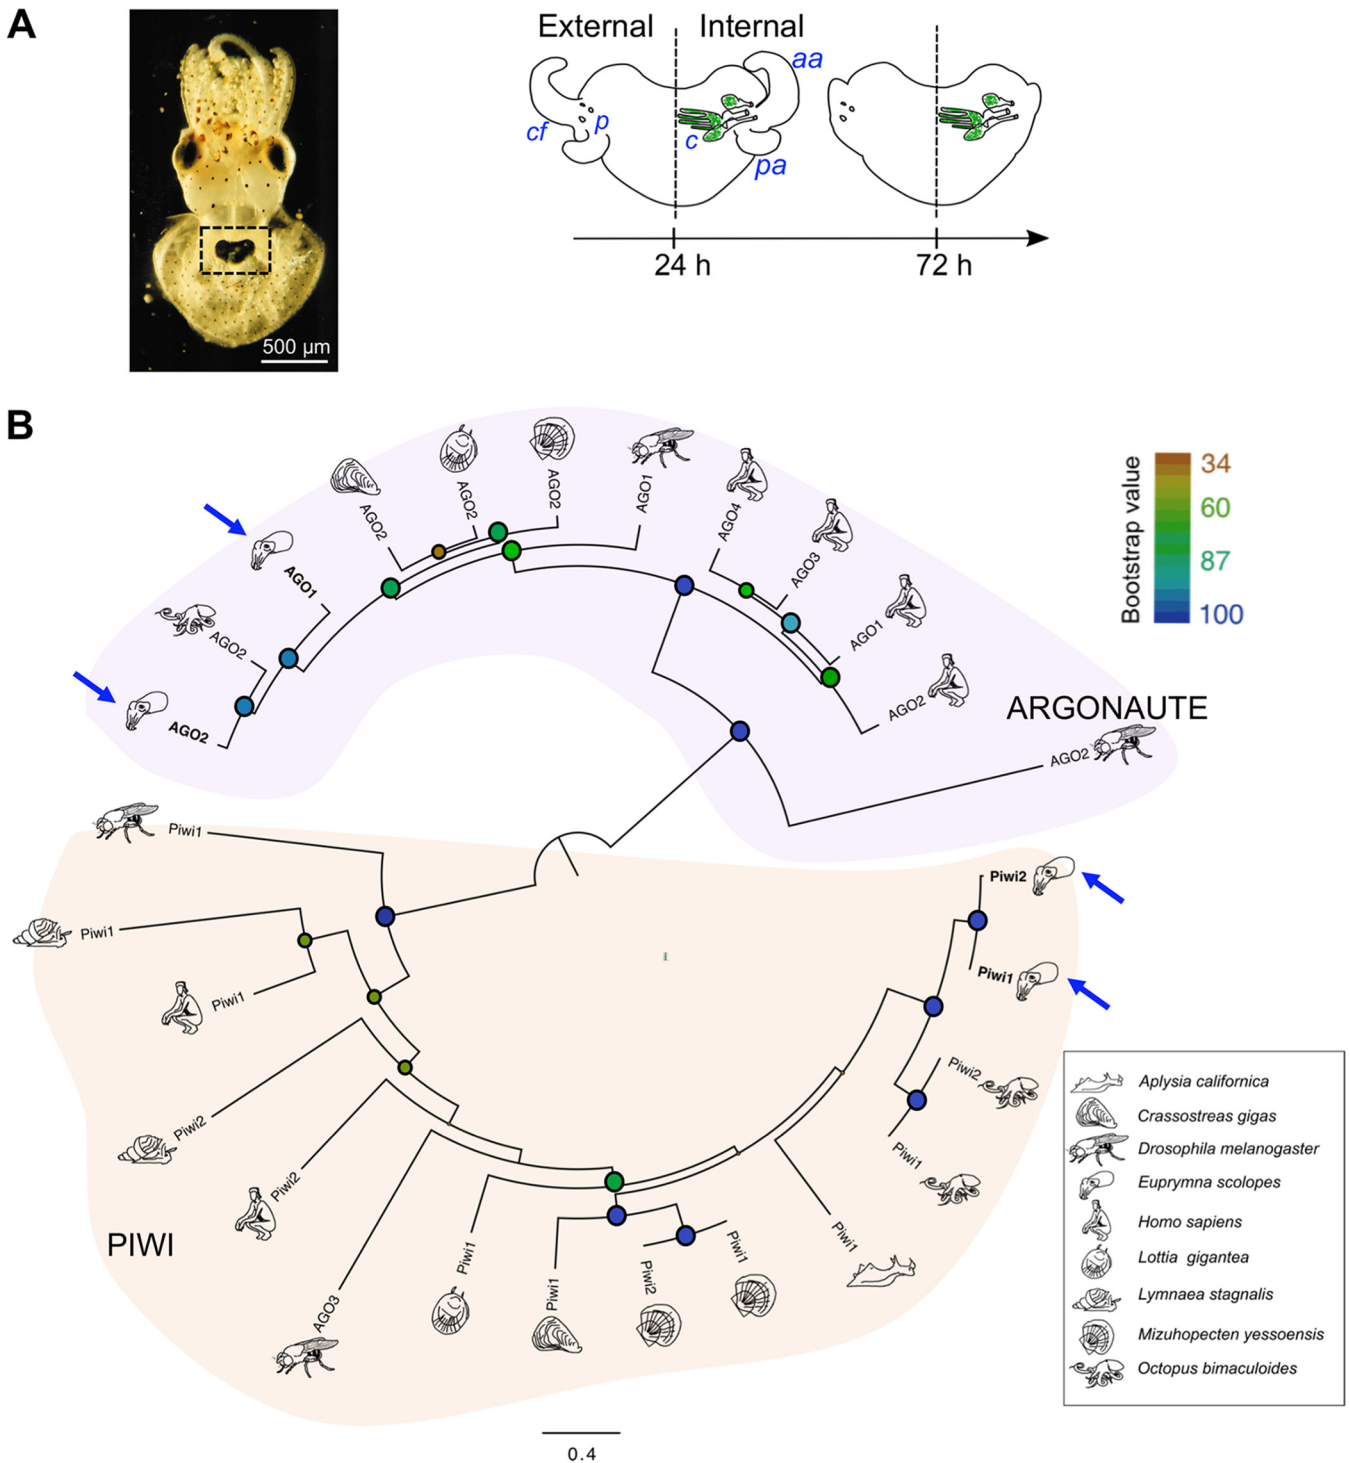 A
External
Internal
aa
cf
p
c
pa
500 µm
24 h
72 h
B
AGO2
AGO2
AGO2
AGO1
AGO4
AGO3
AGO1
AGO2
AGO1
AGO2
AGO2
AGO2
ARGONAUTE
Bootstrap value
34
60
87
100
Piwi1
Piwi1
Piwi1
Piwi2
Piwi2
AGO3
Piwi1
Piwi1
Piwi2
Piwi1
Piwi1
Piwi1
Piwi2
Piwi1
Piwi2
PIWI
Aplysia californica
Crassostreas gigas
Drosophila melanogaster
Euprymna scolopes
Homo sapiens
Lottia gigantea
Lymnaea stagnalis
Mizuhopecten yessoensis
Octopus bimaculoides
0.4